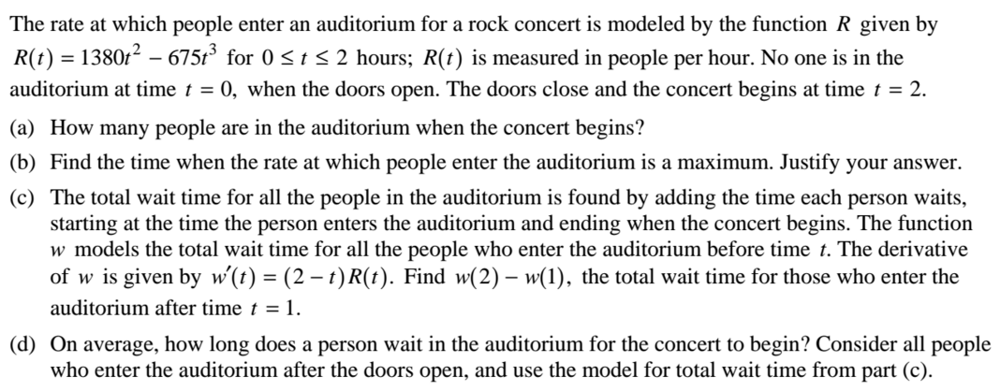 The rate at which people enter an auditorium for a rock concert is modeled by the function R given by
R(t) = 1380t² − 675t³ for 0 ≤ t ≤ 2 hours; R(t) is measured in people per hour. No one is in the
auditorium at time t = 0, when the doors open. The doors close and the concert begins at time t = 2.
(a) How many people are in the auditorium when the concert begins?
(b) Find the time when the rate at which people enter the auditorium is a maximum. Justify your answer.
(c) The total wait time for all the people in the auditorium is found by adding the time each person waits,
starting at the time the person enters the auditorium and ending when the concert begins. The function
w models the total wait time for all the people who enter the auditorium before time t. The derivative
of w is given by w′(t) = (2 − t)R(t). Find w(2) − w(1), the total wait time for those who enter the
auditorium after time t = 1.
(d) On average, how long does a person wait in the auditorium for the concert to begin? Consider all people
who enter the auditorium after the doors open, and use the model for total wait time from part (c).